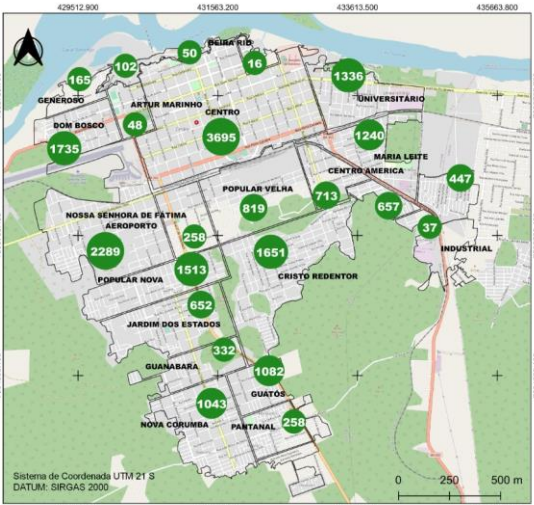 429512.900 431563.200 433613.500 435663.800
BEIRA RIO
50
102
16
165
1336
GENEROSO
ARTUR MARINHO
UNIVERSITÁRIO
CENTRO
DOM BOSCO
48
3695
1240
1735
MARIA LEITE
CENTRO AMERICA
447
POPULAR VELHA
713
819
657
NOSSA SENHORA DE FÁTIMA
AEROPORTO
258
37
2289
1651
INDUSTRIAL
1513
CRISTO REDENTOR
POPULAR NOVA
652
JARDIM DOS ESTADOS
332
GUANABARA
1082
GUATÓS
1043
258
NOVA CORUMBA
PANTANAL
Sistema de Coordenada UTM 21 S
DATUM: SIRGAS 2000
0 250 500 m